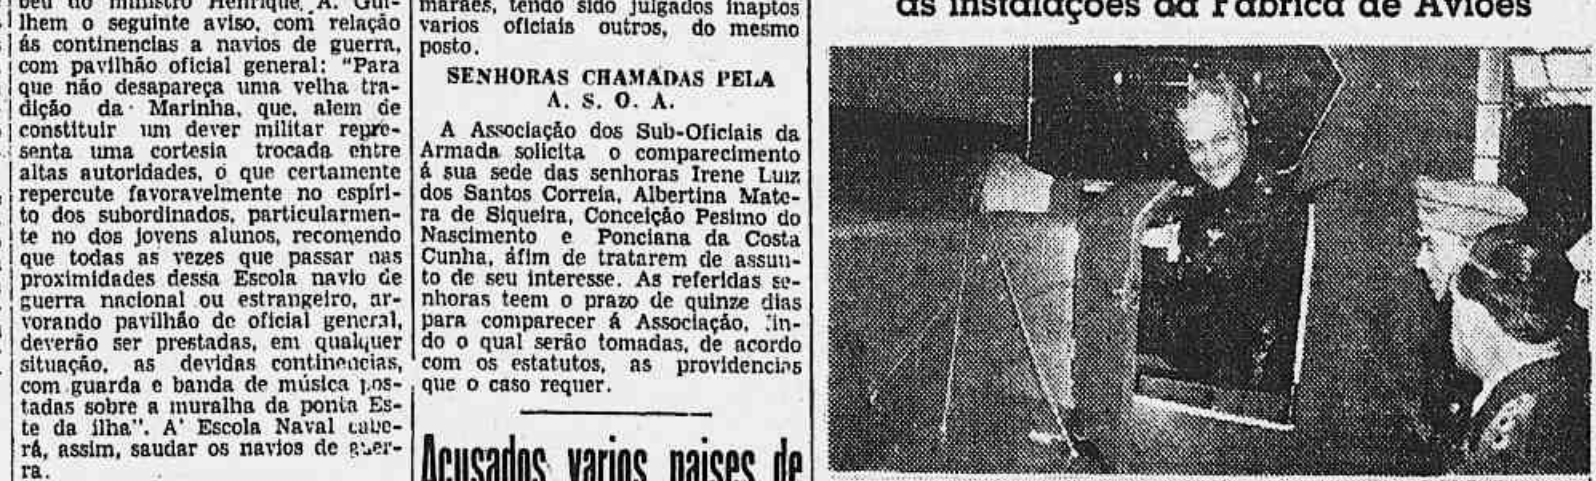 beu do ministro Henrique A. Gui-
lhem o seguinte aviso, com relação
ás continencias a navios de guerra,
com pavilhão oficial general: "Para
que não desapareça uma velha tra-
dição da Marinha, que, alem de
constituir um dever militar repre-
senta uma cortesia trocada entre
altas autoridades, o que certamente
repercute favoravelmente no espiri-
to dos subordinados, particularmen-
te no dos jovens alunos, recomendo
que todas as vezes que passar nas
proximidades dessa Escola navio de
guerra nacional ou estrangeiro, ar-
vorando pavilhão de oficial general,
deverão ser prestadas, em qualquer
situação, as devidas continencias,
com guarda e banda de música pos-
tadas sobre a muralha da ponta Es-
te da ilha". A' Escola Naval cabe-
rá, assim, saudar os navios de guer-
ra.
marães, tendo sido julgados inaptos
varios oficiais outros, do mesmo
posto.
SENHORAS CHAMADAS PELA
A. S. O. A.
A Associação dos Sub-Oficiais da
Armada solicita o comparecimento
á sua sede das senhoras Irene Luiz
dos Santos Correia, Albertina Mate-
ra de Siqueira, Conceição Pesimo do
Nascimento e Ponciana da Costa
Cunha, áfim de tratarem de assun-
to de seu interesse. As referidas se-
nhoras teem o prazo de quinze dias
para comparecer á Associação, fin-
do o qual serão tomadas, de acordo
com os estatutos, as providencias
que o caso requer.
Acusados varios paises de
as instalações da Fábrica de Aviões